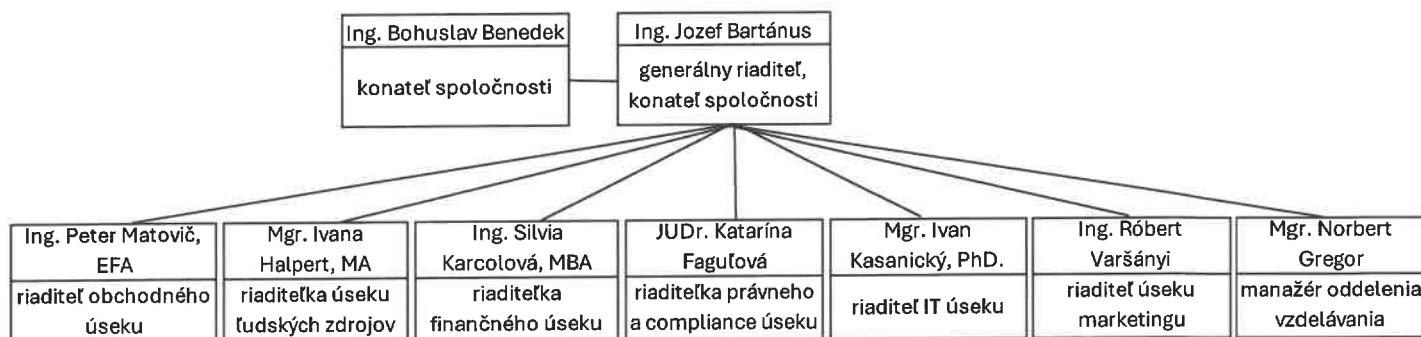 Ing. Bohuslav Benedek
konateľ spoločnosti
Ing. Jozef Bartánus
generálny riaditeľ,
konateľ spoločnosti
Ing. Peter Matovič,
EFA
riaditeľ obchodného
úseku
Mgr. Ivana
Halpert, MA
riaditeľka úseku
ľudských zdrojov
Ing. Silvia
Karcolová, MBA
riaditeľka
finančného úseku
JUDr. Katarína
Faguľová
riaditeľka právneho
a compliance úseku
Mgr. Ivan
Kasanický, PhD.
riaditeľ IT úseku
Ing. Róbert
Varšányi
riaditeľ úseku
marketingu
Mgr. Norbert
Gregor
manažér oddelenia
vzdelávania